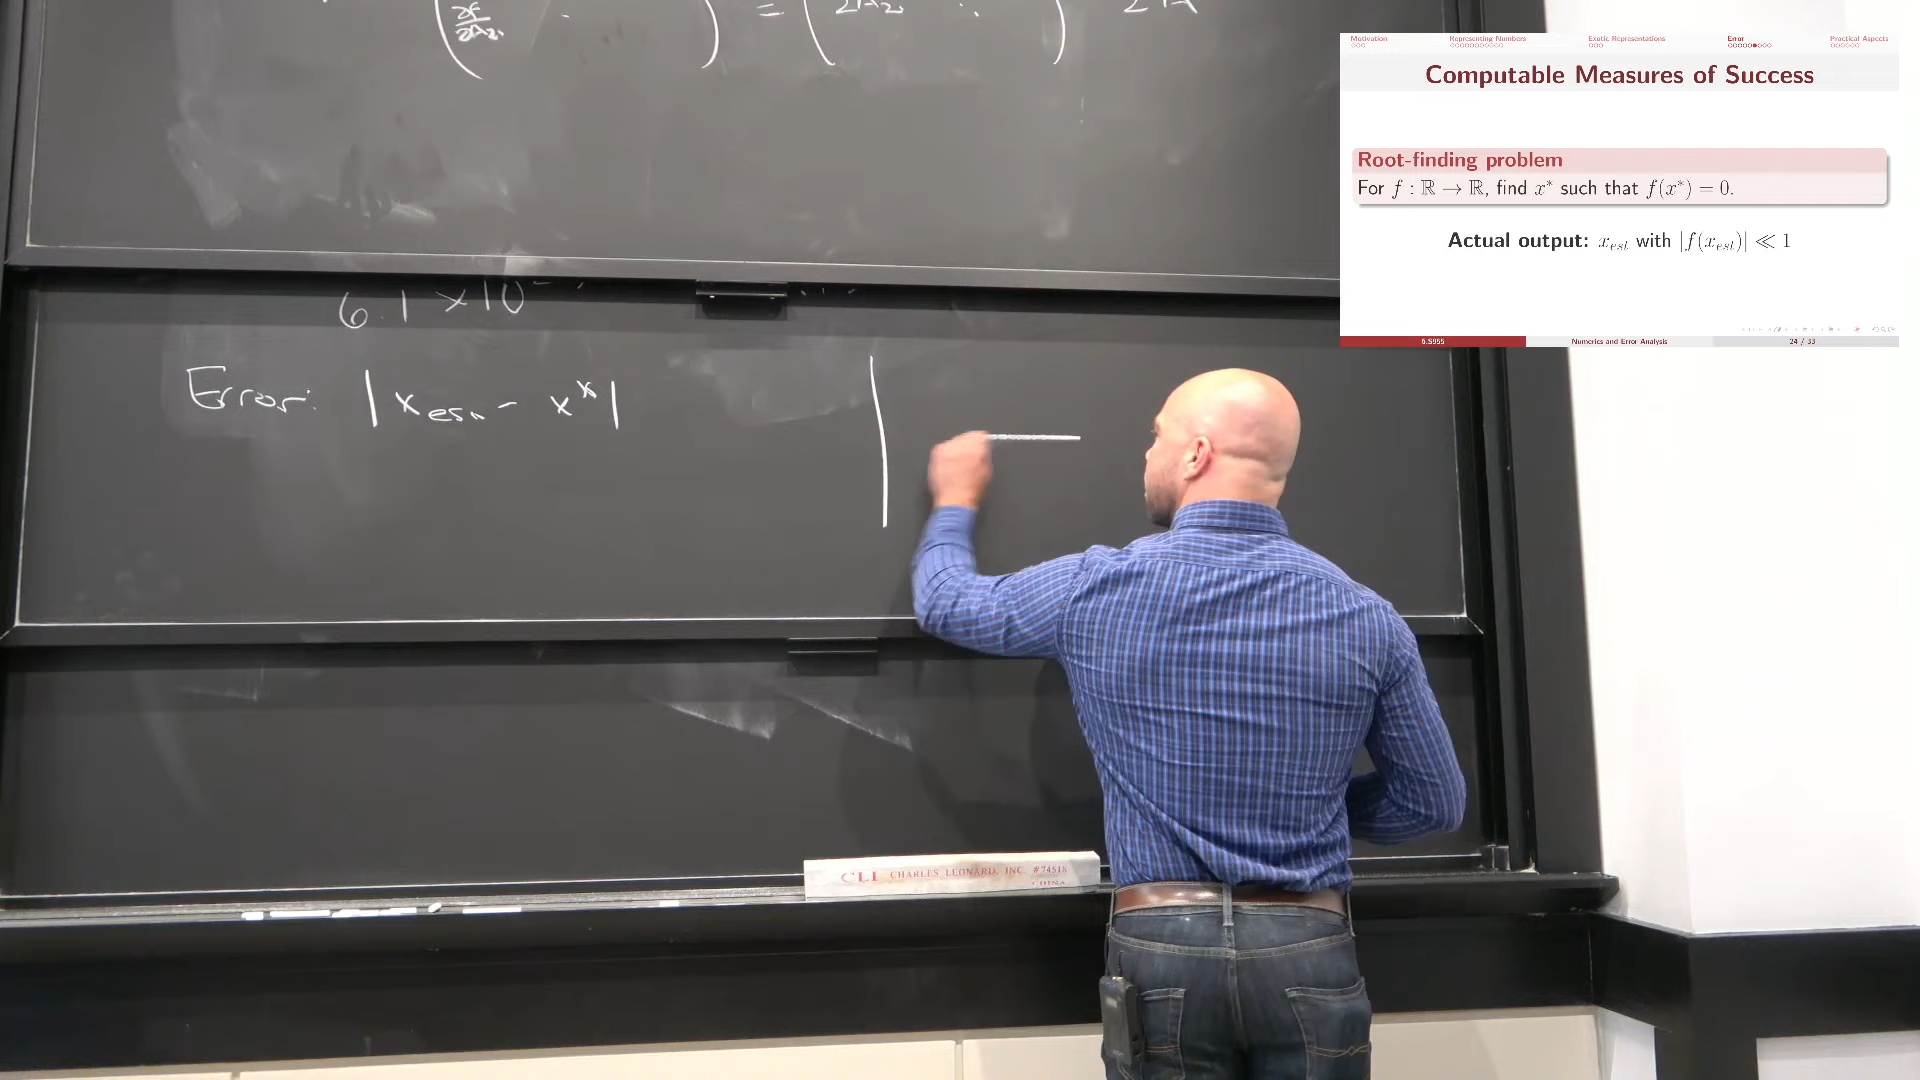 6.1 ×10
Error: | x_est - x* |
Motivation Representing Numbers Exotic Representations Error Practical Aspects
Computable Measures of Success
Root-finding problem
For f : ℝ → ℝ, find x* such that f(x*) = 0.
Actual output: x_est with |f(x_est)| ≪ 1
6.S955 Numerics and Error Analysis 24 / 33
CLI CHARLES LEONARD, INC. #74518
CHINA